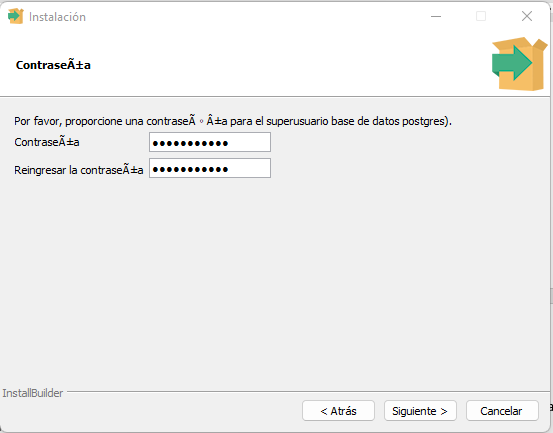 Instalación
ContraseÃ±a
Por favor, proporcione una contraseÃ◦Â±a para el superusuario base de datos postgres).
ContraseÃ±a
•••••••••••
Reingresar la contraseÃ±a
•••••••••••
InstallBuilder
< Atrás
Siguiente >
Cancelar